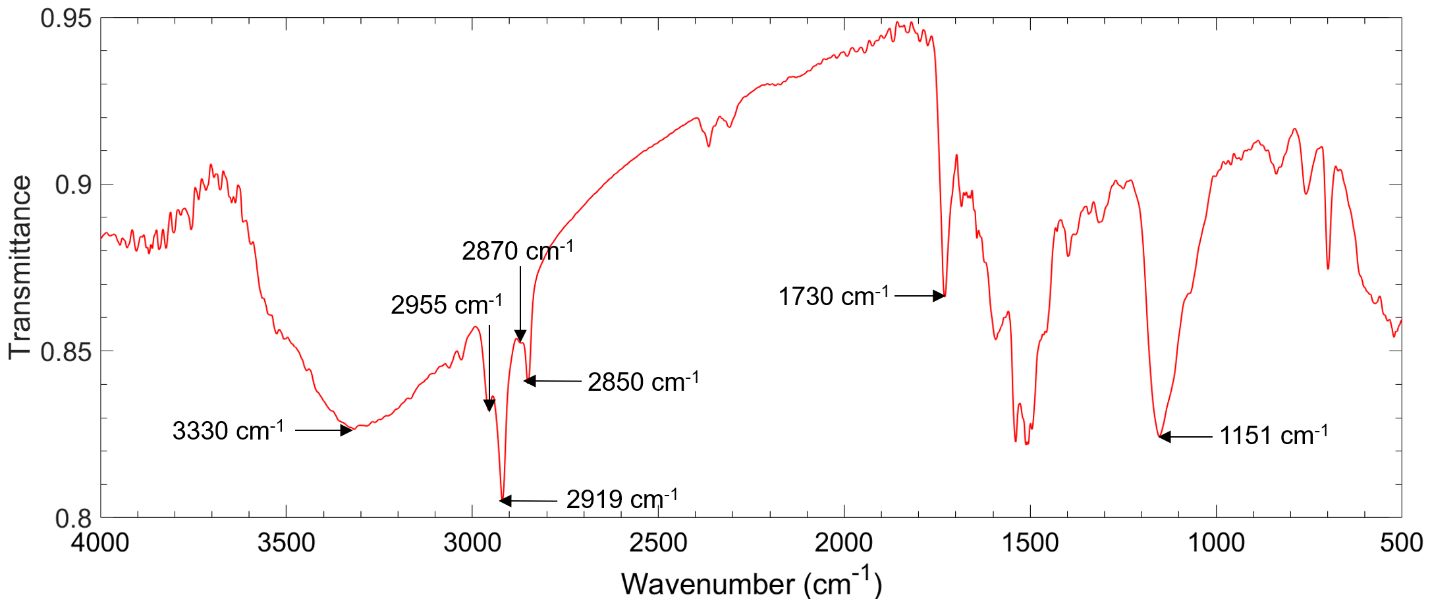 0.95
0.9
0.85
0.8
Transmittance
2870 cm-1
2955 cm-1
1730 cm-1
2850 cm-1
3330 cm-1
1151 cm-1
2919 cm-1
4000 3500 3000 2500 2000 1500 1000 500
Wavenumber (cm-1)